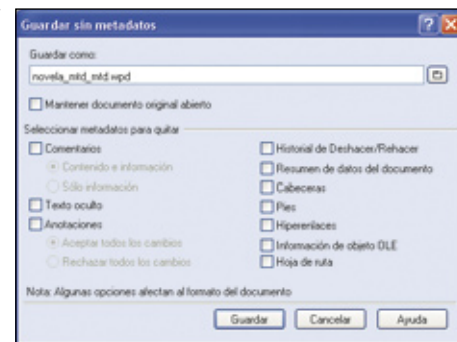 Guardar sin metadatos
Guardar como:
novela_mtd_mtd.wpd
Mantener documento original abierto
Seleccionar metadatos para quitar
Comentarios
Contenido e información
Sólo información
Texto oculto
Anotaciones
Aceptar todos los cambios
Rechazar todos los cambios
Historial de Deshacer/Rehacer
Resumen de datos del documento
Cabeceras
Pies
Hiperenlaces
Información de objeto OLE
Hoja de ruta
Nota: Algunas opciones afectan al formato del documento
Guardar Cancelar Ayuda